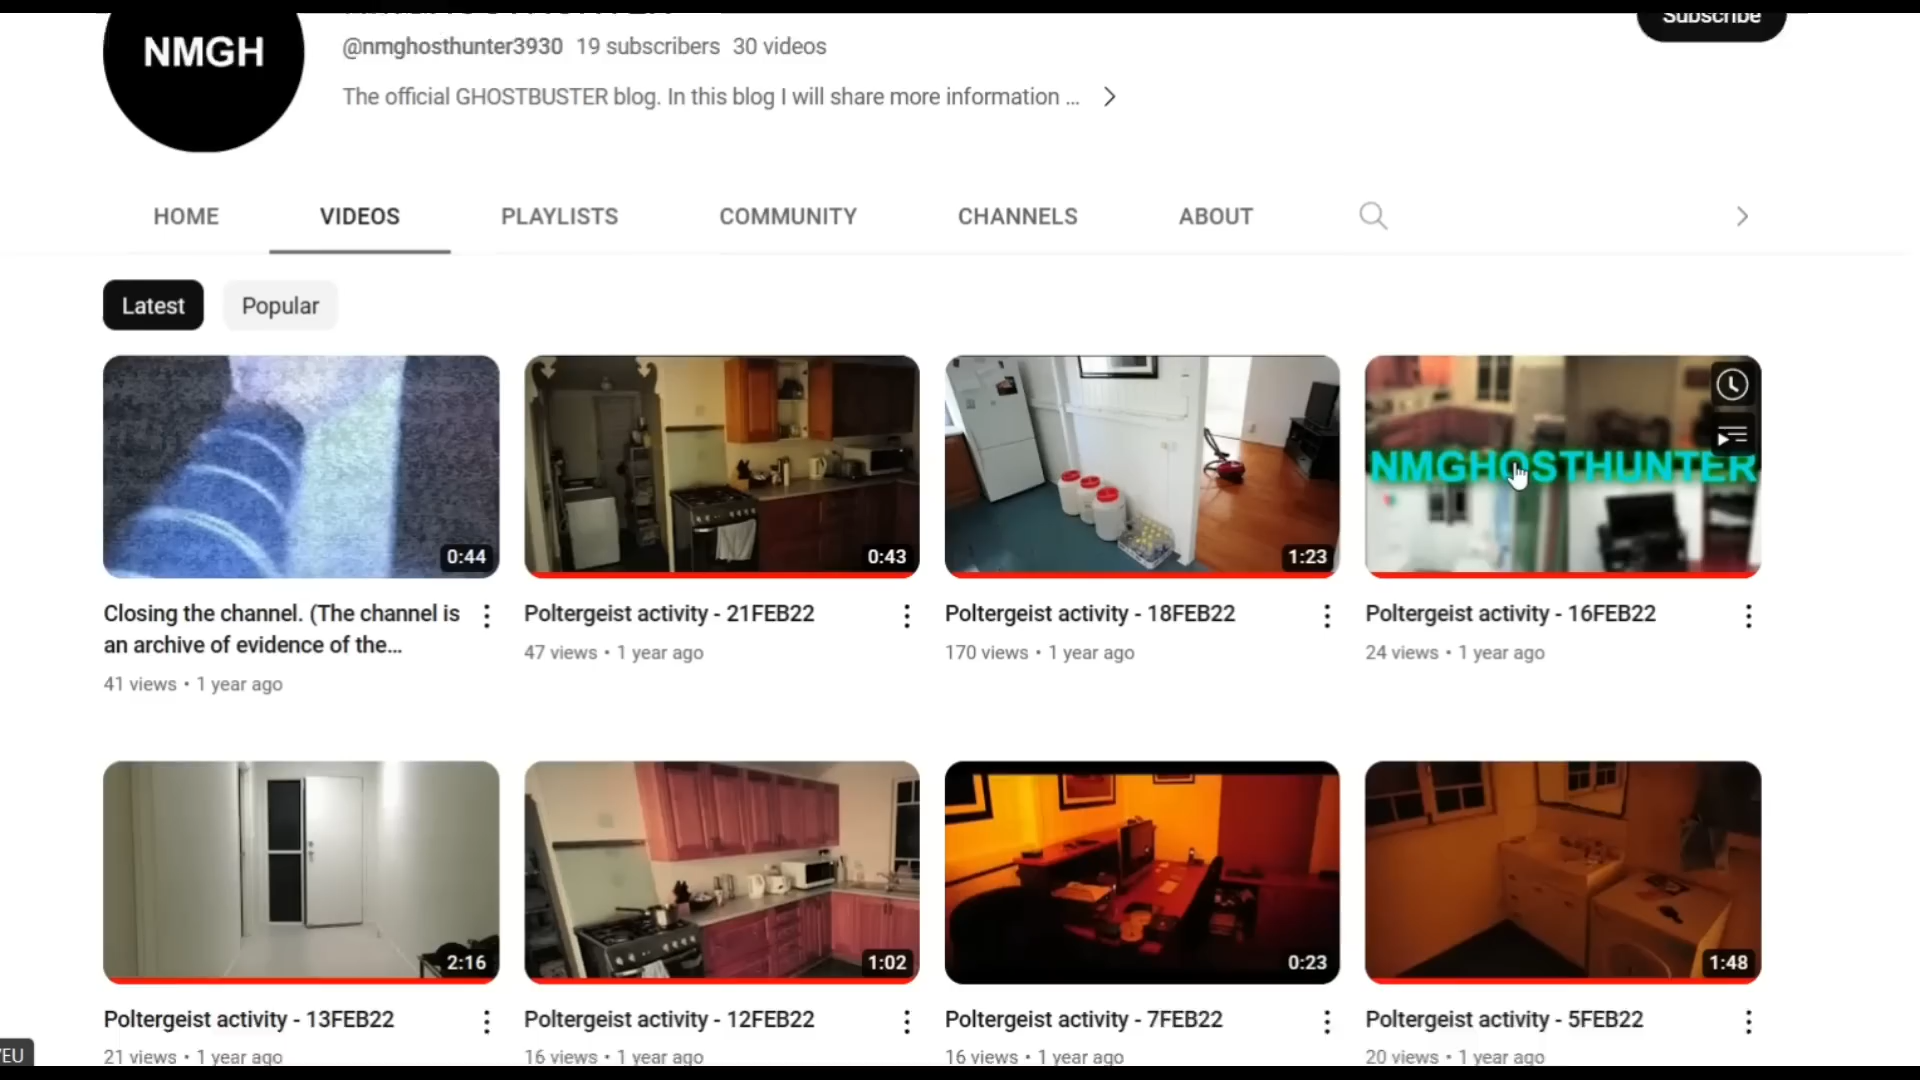 Subscribe
NMGH
@nmghosthunter3930 19 subscribers 30 videos
The official GHOSTBUSTER blog. In this blog I will share more information ...
HOME VIDEOS PLAYLISTS COMMUNITY CHANNELS ABOUT
Latest Popular
NMGHOSTHUNTER
0:44 0:43 1:23
Closing the channel. (The channel is
an archive of evidence of the...
41 views • 1 year ago
Poltergeist activity - 21FEB22
47 views • 1 year ago
Poltergeist activity - 18FEB22
170 views • 1 year ago
Poltergeist activity - 16FEB22
24 views • 1 year ago
2:16 1:02 0:23 1:48
Poltergeist activity - 13FEB22
21 views • 1 year ago
Poltergeist activity - 12FEB22
16 views • 1 year ago
Poltergeist activity - 7FEB22
16 views • 1 year ago
Poltergeist activity - 5FEB22
20 views • 1 year ago